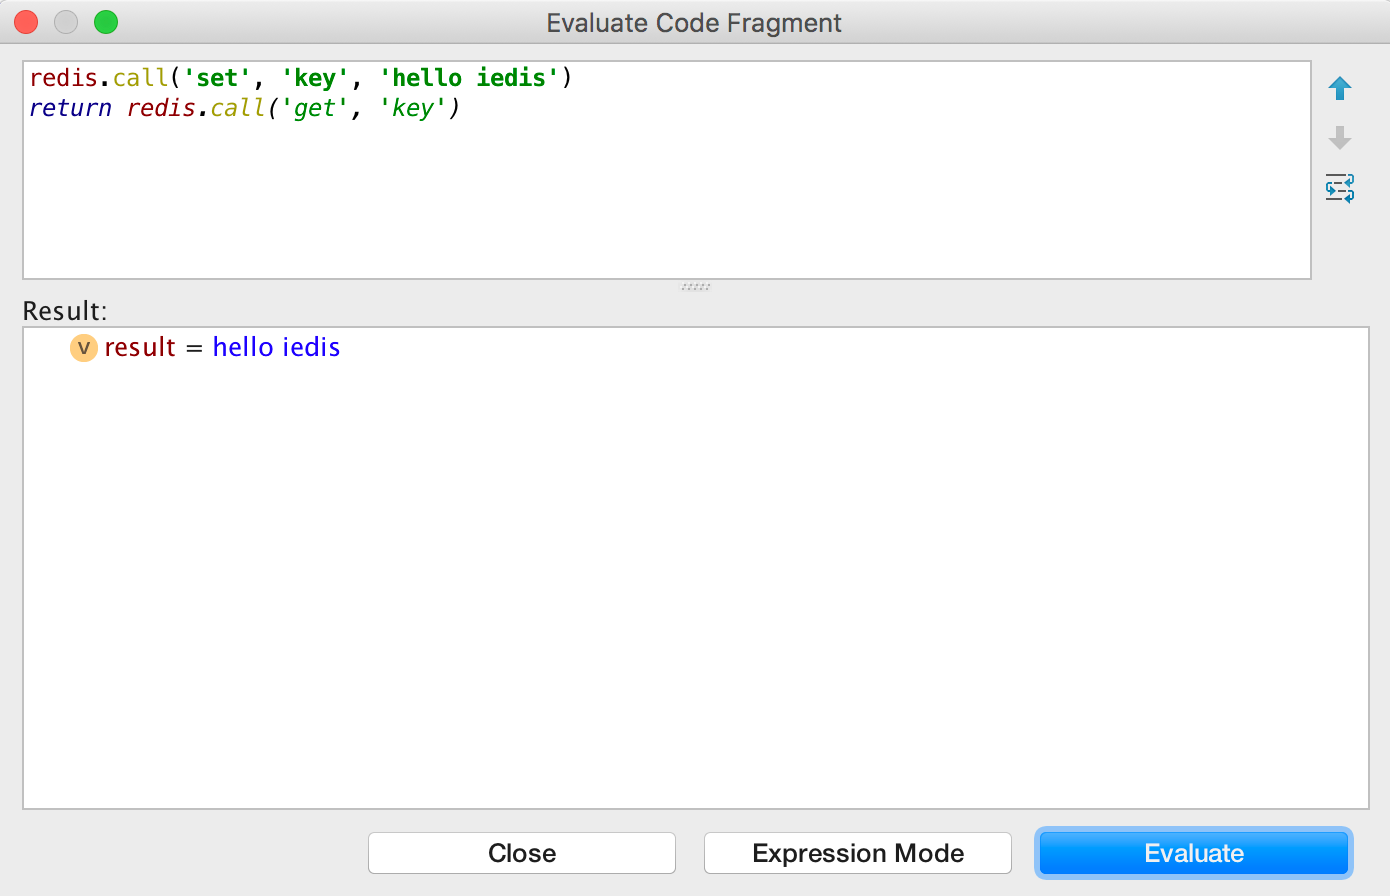 Evaluate Code Fragment
redis.call('set', 'key', 'hello iedis')
return redis.call('get', 'key')
Result:
V result = hello iedis
Close
Expression Mode
Evaluate